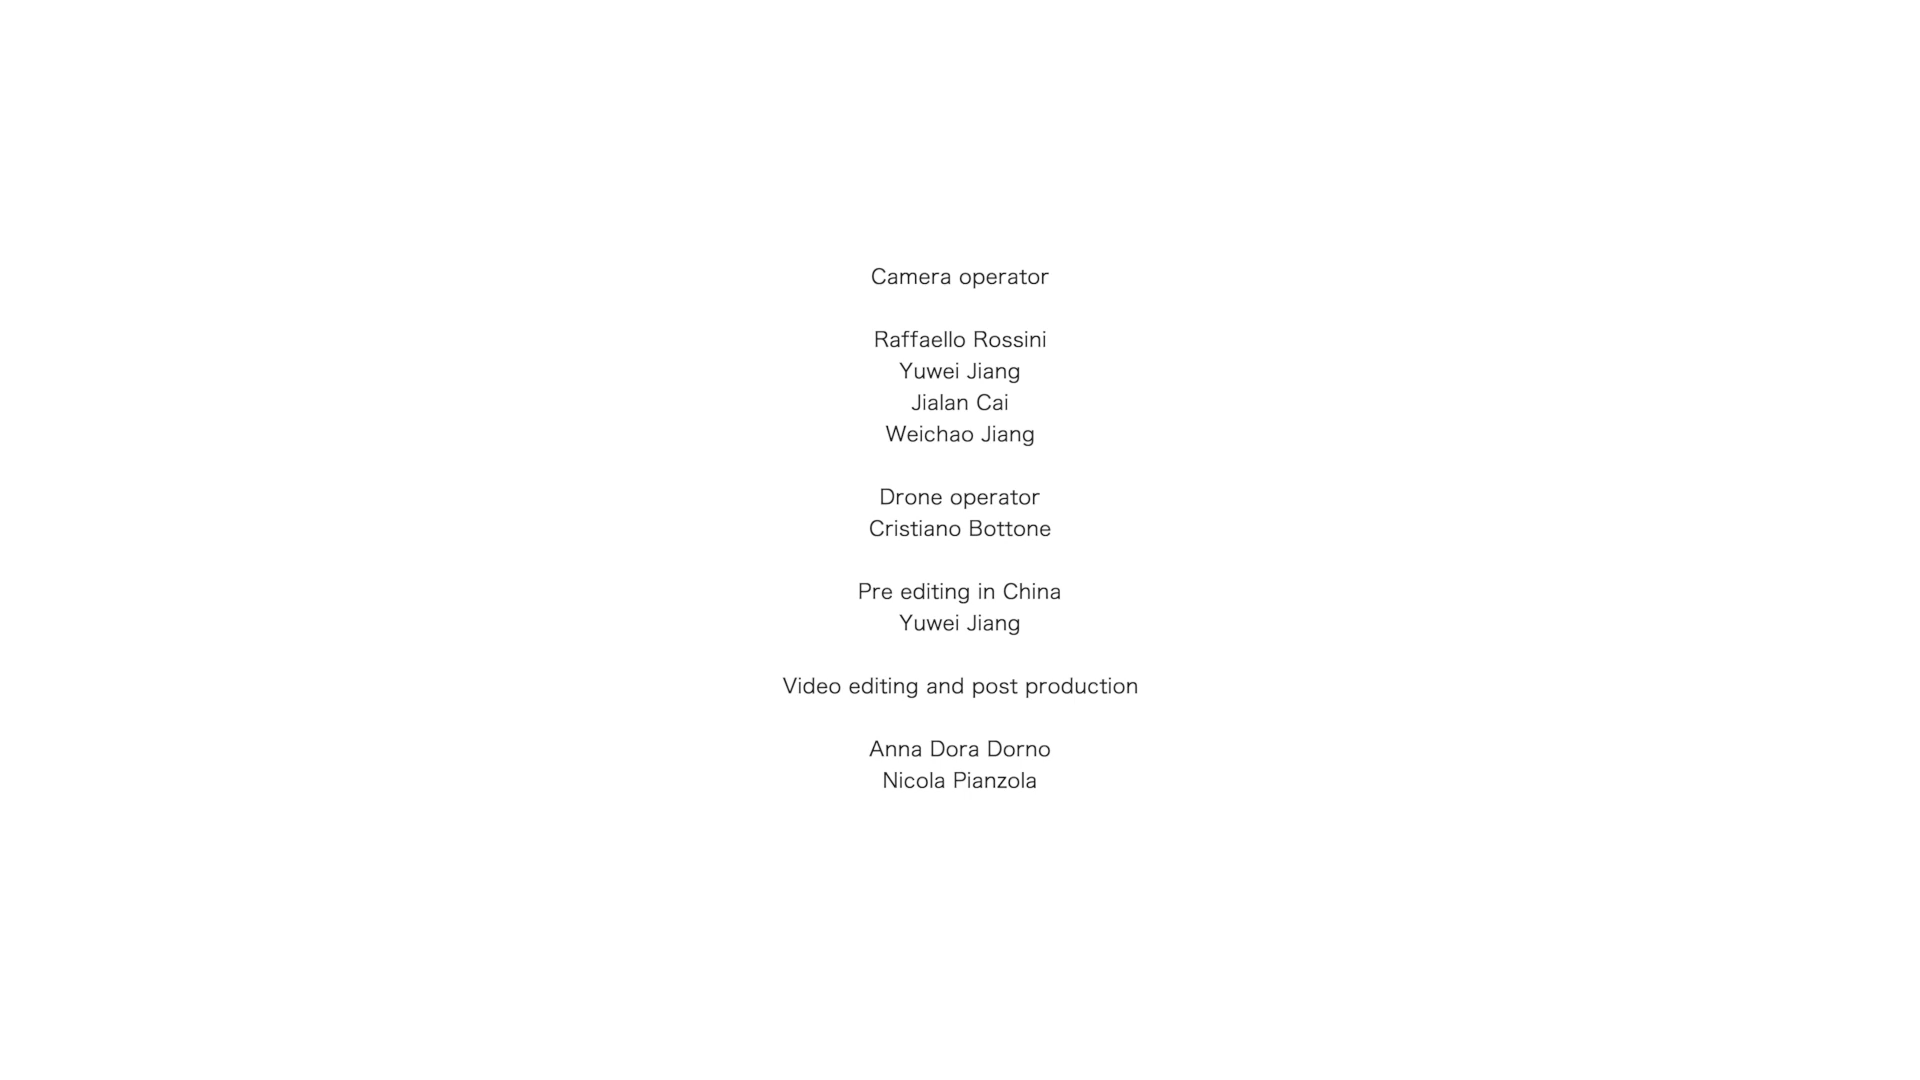 Camera operator
Raffaello Rossini
Yuwei Jiang
Jialan Cai
Weichao Jiang
Drone operator
Cristiano Bottone
Pre editing in China
Yuwei Jiang
Video editing and post production
Anna Dora Dorno
Nicola Pianzola